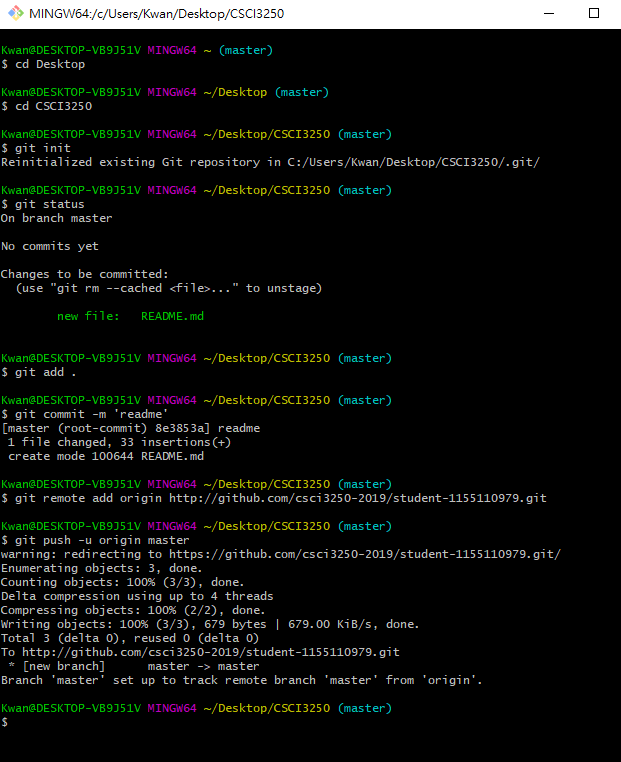 MINGW64:/c/Users/Kwan/Desktop/CSCI3250
Kwan@DESKTOP-VB9J51V MINGW64 ~ (master)
$ cd Desktop
Kwan@DESKTOP-VB9J51V MINGW64 ~/Desktop (master)
$ cd CSCI3250
Kwan@DESKTOP-VB9J51V MINGW64 ~/Desktop/CSCI3250 (master)
$ git init
Reinitialized existing Git repository in C:/Users/Kwan/Desktop/CSCI3250/.git/
Kwan@DESKTOP-VB9J51V MINGW64 ~/Desktop/CSCI3250 (master)
$ git status
On branch master
No commits yet
Changes to be committed:
  (use "git rm --cached <file>..." to unstage)
        new file:   README.md
Kwan@DESKTOP-VB9J51V MINGW64 ~/Desktop/CSCI3250 (master)
$ git add .
Kwan@DESKTOP-VB9J51V MINGW64 ~/Desktop/CSCI3250 (master)
$ git commit -m 'readme'
[master (root-commit) 8e3853a] readme
 1 file changed, 33 insertions(+)
 create mode 100644 README.md
Kwan@DESKTOP-VB9J51V MINGW64 ~/Desktop/CSCI3250 (master)
$ git remote add origin http://github.com/csci3250-2019/student-1155110979.git
Kwan@DESKTOP-VB9J51V MINGW64 ~/Desktop/CSCI3250 (master)
$ git push -u origin master
warning: redirecting to https://github.com/csci3250-2019/student-1155110979.git/
Enumerating objects: 3, done.
Counting objects: 100% (3/3), done.
Delta compression using up to 4 threads
Compressing objects: 100% (2/2), done.
Writing objects: 100% (3/3), 679 bytes | 679.00 KiB/s, done.
Total 3 (delta 0), reused 0 (delta 0)
To http://github.com/csci3250-2019/student-1155110979.git
 * [new branch]      master -> master
Branch 'master' set up to track remote branch 'master' from 'origin'.
Kwan@DESKTOP-VB9J51V MINGW64 ~/Desktop/CSCI3250 (master)
$